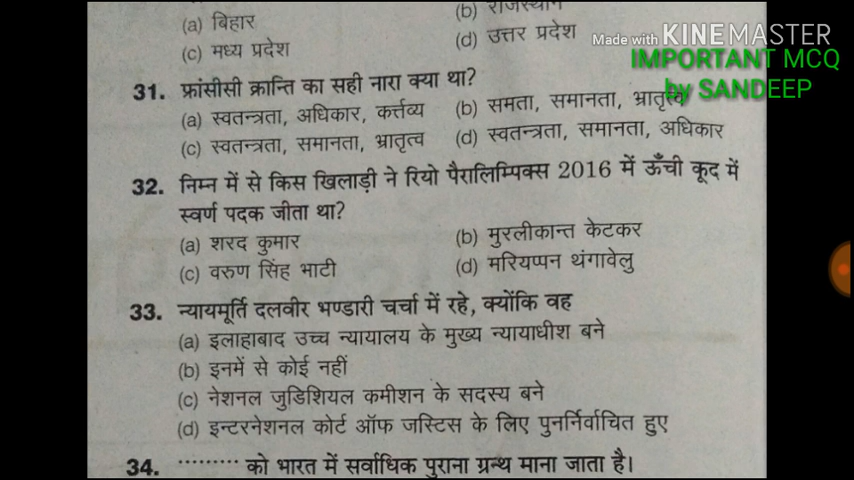 (a) बिहार
(b) राजस्थान
(c) मध्य प्रदेश
(d) उत्तर प्रदेश
Made with KINEMASTER
IMPORTANT MCQ
by SANDEEP
31. फ्रांसीसी क्रान्ति का सही नारा क्या था?
(a) स्वतन्त्रता, अधिकार, कर्त्तव्य (b) समता, समानता, भ्रातृत्व
(c) स्वतन्त्रता, समानता, भ्रातृत्व (d) स्वतन्त्रता, समानता, अधिकार
32. निम्न में से किस खिलाड़ी ने रियो पैरालिम्पिक्स 2016 में ऊँची कूद में
स्वर्ण पदक जीता था?
(a) शरद कुमार (b) मुरलीकान्त केटकर
(c) वरुण सिंह भाटी (d) मरियप्पन थंगावेलु
33. न्यायमूर्ति दलवीर भण्डारी चर्चा में रहे, क्योंकि वह
(a) इलाहाबाद उच्च न्यायालय के मुख्य न्यायाधीश बने
(b) इनमें से कोई नहीं
(c) नेशनल जुडिशियल कमीशन के सदस्य बने
(d) इन्टरनेशनल कोर्ट ऑफ जस्टिस के लिए पुनर्निर्वाचित हुए
34. ········· को भारत में सर्वाधिक पुराना ग्रन्थ माना जाता है।